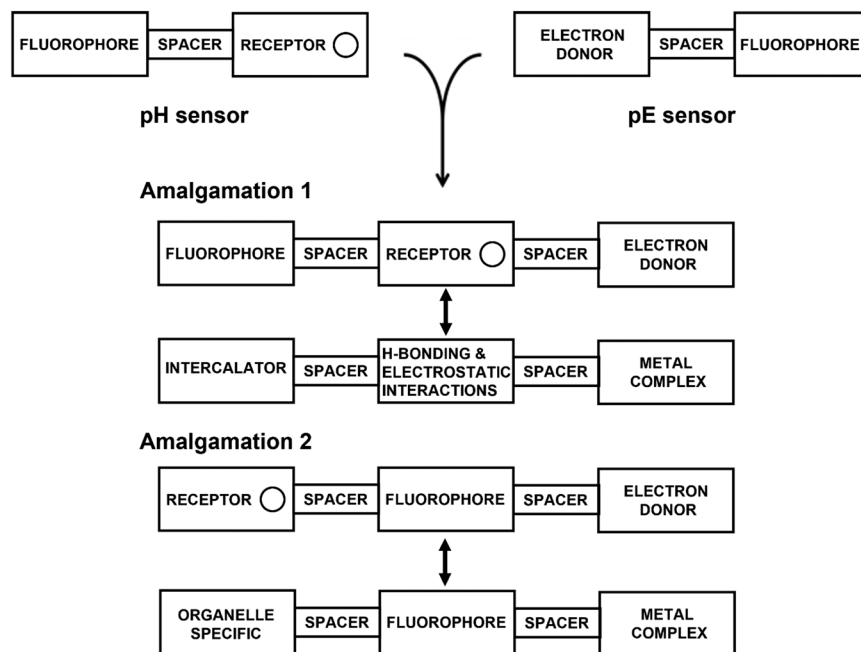 FLUOROPHORE SPACER RECEPTOR
ELECTRON
DONOR SPACER FLUOROPHORE
pH sensor
pE sensor
Amalgamation 1
FLUOROPHORE SPACER RECEPTOR SPACER ELECTRON
DONOR
INTERCALATOR SPACER H-BONDING &
ELECTROSTATIC
INTERACTIONS SPACER METAL
COMPLEX
Amalgamation 2
RECEPTOR SPACER FLUOROPHORE SPACER ELECTRON
DONOR
ORGANELLE
SPECIFIC SPACER FLUOROPHORE SPACER METAL
COMPLEX